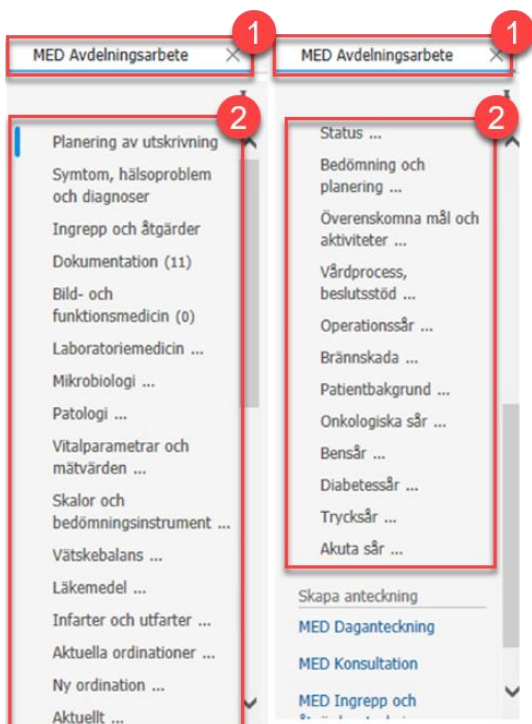 1
MED Avdelningsarbete
2
Planering av utskrivning
Symtom, hälsoproblem
och diagnoser
Ingrepp och åtgärder
Dokumentation (11)
Bild- och
funktionsmedicin (0)
Laboratoriemedicin ...
Mikrobiologi ...
Patologi ...
Vitalparametrar och
mätvärden ...
Skalor och
bedömningsinstrument ...
Vätskebalans ...
Läkemedel ...
Infarter och utfarter ...
Aktuella ordinationer ...
Ny ordination ...
Aktuellt ...
1
MED Avdelningsarbete
2
Status ...
Bedömning och
planering ...
Överenskomna mål och
aktiviteter ...
Vårdprocess,
beslutsstöd ...
Operationssår ...
Brännskada ...
Patientbakgrund ...
Onkologiska sår ...
Bensår ...
Diabetessår ...
Trycksår ...
Akuta sår ...
Skapa anteckning
MED Daganteckning
MED Konsultation
MED Ingrepp och